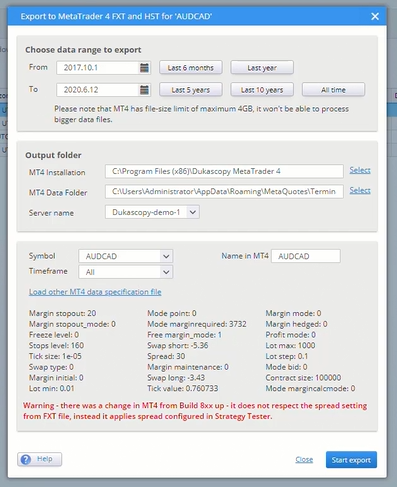 Export to MetaTrader 4 FXT and HST for 'AUDCAD'
Choose data range to export
From 2017.10.1 Last 6 months Last year
To 2020.6.12 Last 5 years Last 10 years All time
Please note that MT4 has file-size limit of maximum 4GB, it won't be able to process
bigger data files.
Output folder
MT4 Installation C:\Program Files (x86)\Dukascopy MetaTrader 4 Select
MT4 Data Folder C:\Users\Administrator\AppData\Roaming\MetaQuotes\Termin Select
Server name Dukascopy-demo-1
Symbol AUDCAD Name in MT4 AUDCAD
Timeframe All
Load other MT4 data specification file
Margin stopout: 20 Mode point: 0 Margin mode: 0
Margin stopout_mode: 0 Mode marginrequired: 3732 Margin hedged: 0
Freeze level: 0 Free margin_mode: 1 Profit mode: 0
Stops level: 160 Swap short: -5.36 Lot max: 1000
Tick size: 1e-05 Spread: 30 Lot step: 0.1
Swap type: 0 Margin maintenance: 0 Mode bid: 0
Margin initial: 0 Swap long: -3.43 Contract size: 100000
Lot min: 0.01 Tick value: 0.760733 Mode margincalcmode: 0
Warning - there was a change in MT4 from Build 8xx up - it does not respect the spread setting
from FXT file, instead it applies spread configured in Strategy Tester.
? Help Close Start export